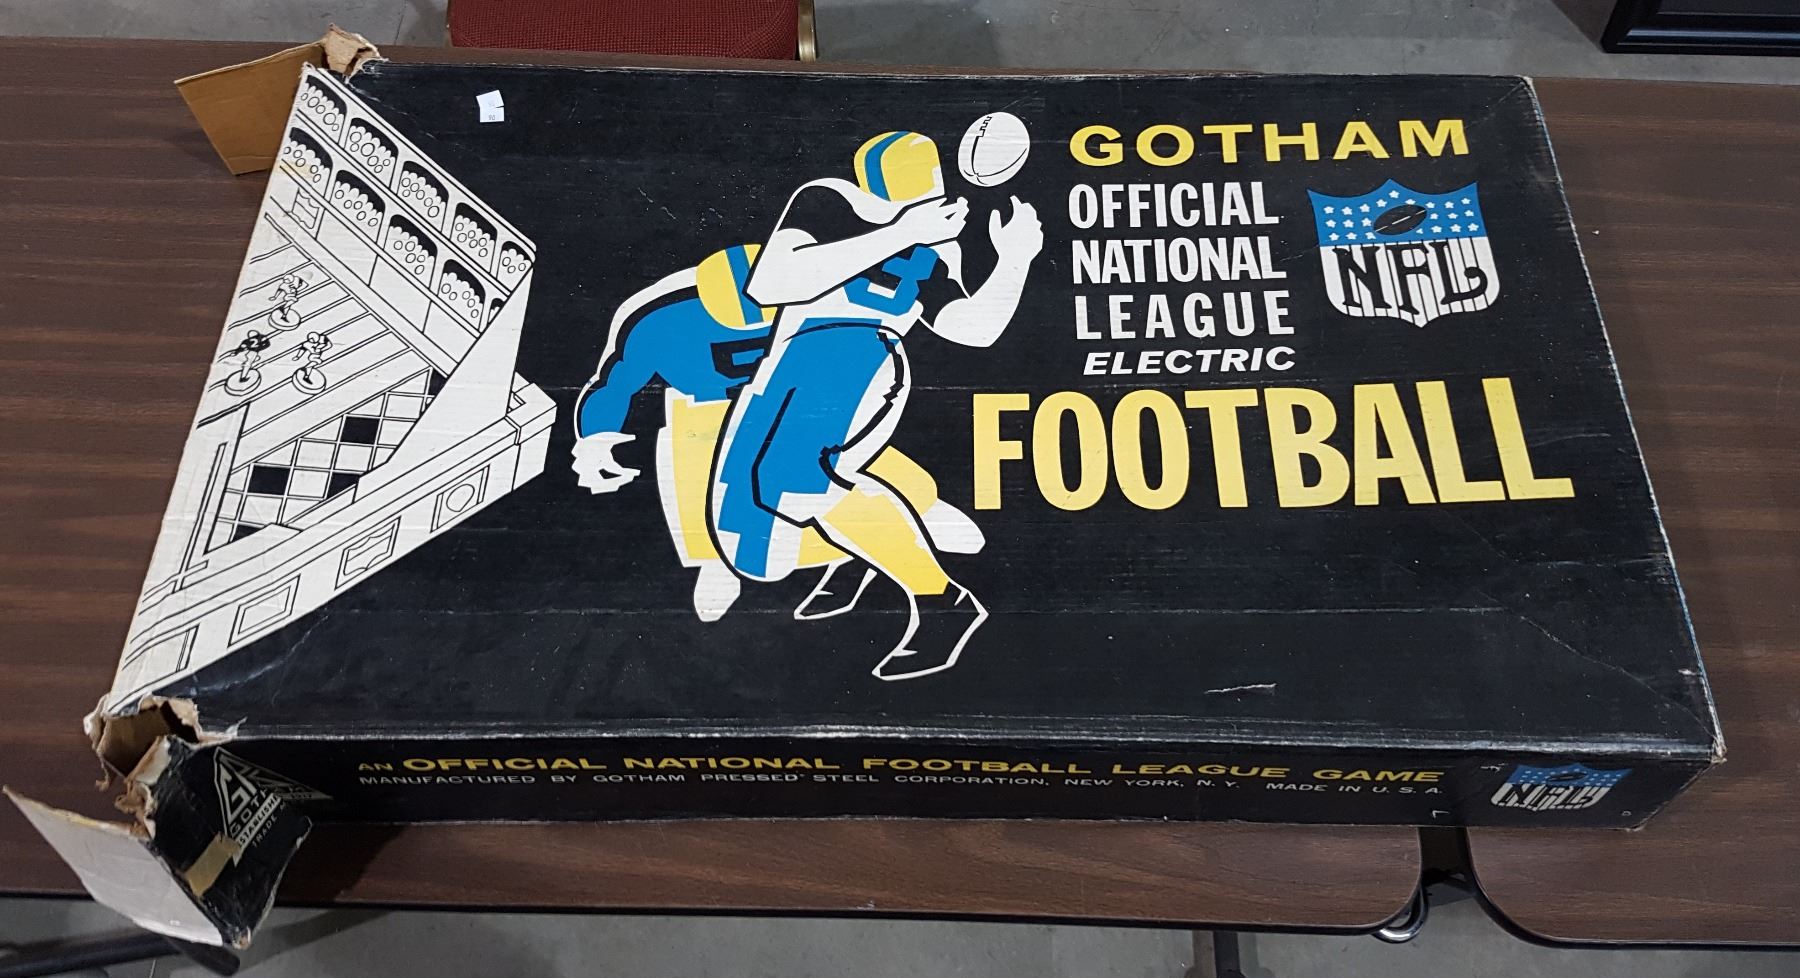 GOTHAM
OFFICIAL
NATIONAL
LEAGUE
ELECTRIC
FOOTBALL
NFL
AN OFFICIAL NATIONAL FOOTBALL LEAGUE GAME
MANUFACTURED BY GOTHAM PRESSED STEEL CORPORATION, NEW YORK, N.Y. MADE IN U.S.A.
NFL